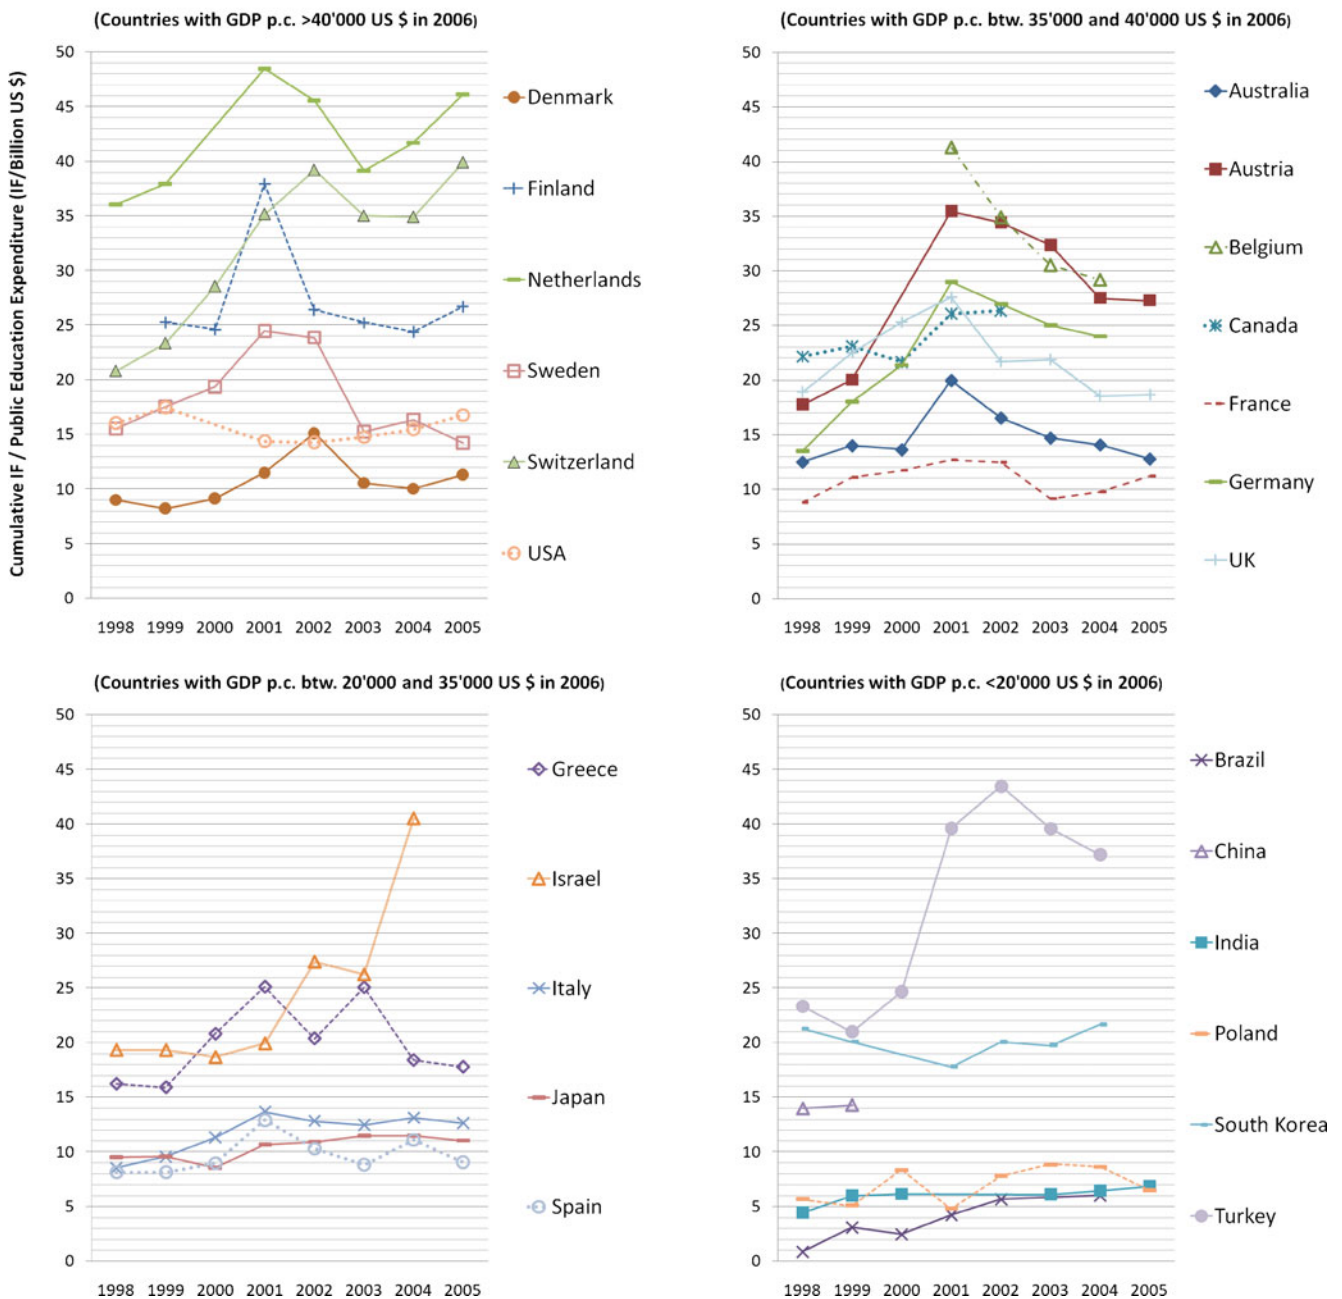 (Countries with GDP p.c. >40'000 US $ in 2006)
Cumulative IF / Public Education Expenditure (IF/Billion US $)
50
45
40
35
30
25
20
15
10
5
0
1998 1999 2000 2001 2002 2003 2004 2005
Denmark
Finland
Netherlands
Sweden
Switzerland
USA
(Countries with GDP p.c. btw. 35'000 and 40'000 US $ in 2006)
50
45
40
35
30
25
20
15
10
5
0
1998 1999 2000 2001 2002 2003 2004 2005
Australia
Austria
Belgium
Canada
France
Germany
UK
(Countries with GDP p.c. btw. 20'000 and 35'000 US $ in 2006)
50
45
40
35
30
25
20
15
10
5
0
1998 1999 2000 2001 2002 2003 2004 2005
Greece
Israel
Italy
Japan
Spain
(Countries with GDP p.c. <20'000 US $ in 2006)
50
45
40
35
30
25
20
15
10
5
0
1998 1999 2000 2001 2002 2003 2004 2005
Brazil
China
India
Poland
South Korea
Turkey